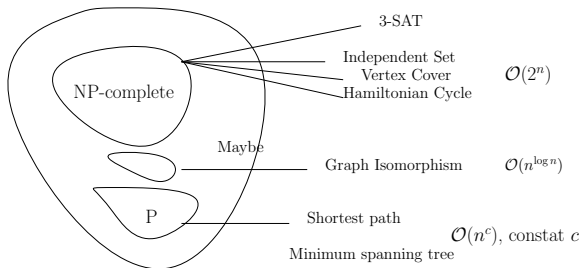 3-SAT
Independent Set
Vertex Cover
Hamiltonian Cycle
O(2^n)
NP-complete
Maybe
Graph Isomorphism
O(n^{log n})
P
Shortest path
O(n^c), constat c
Minimum spanning tree